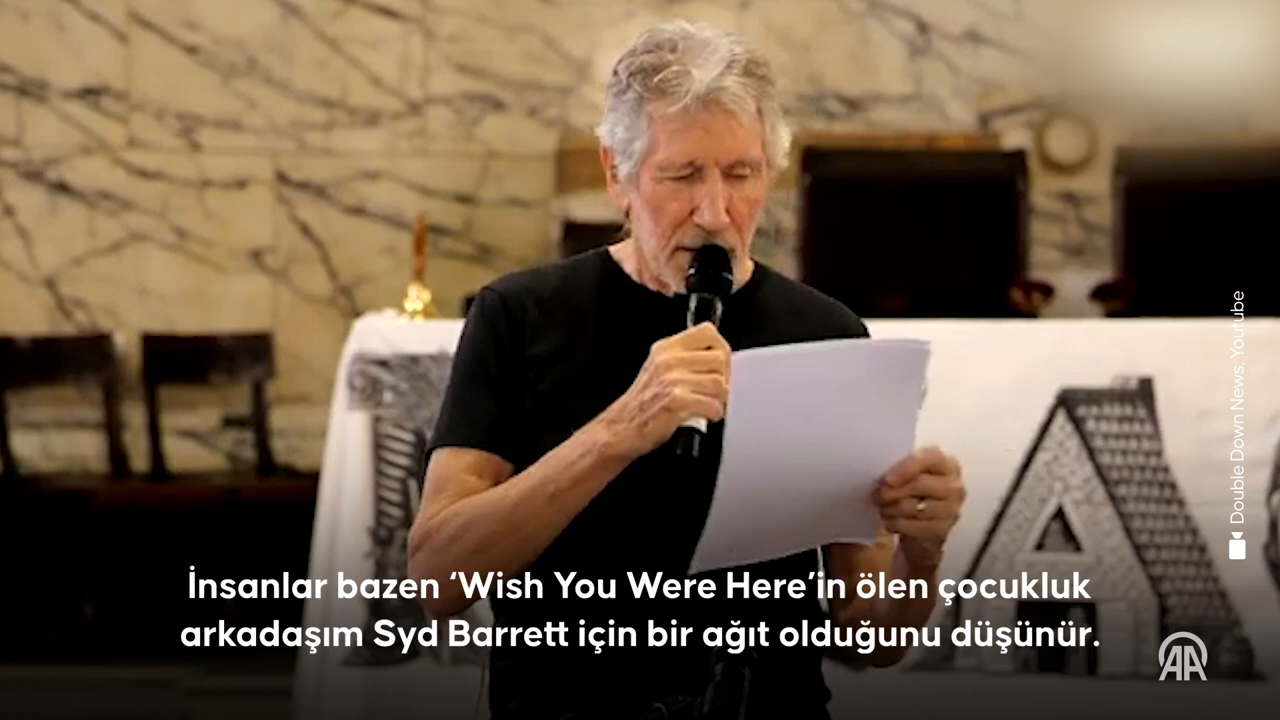 İnsanlar bazen ‘Wish You Were Here’in ölen çocukluk
arkadaşım Syd Barrett için bir ağıt olduğunu düşünür.
Double Down News, Youtube
AA